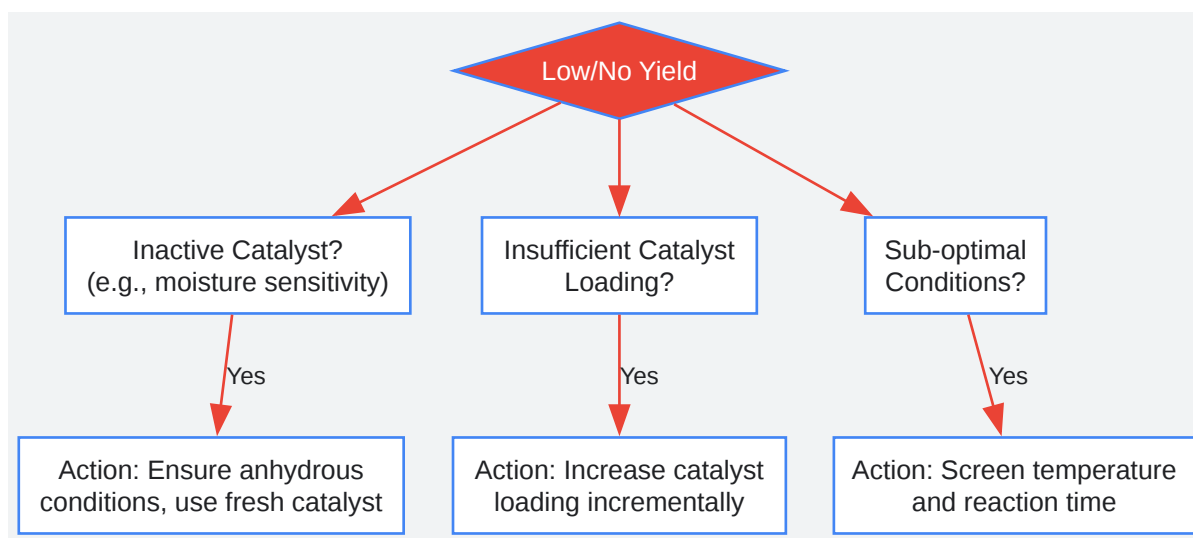 Low/No Yield
Inactive Catalyst?
(e.g., moisture sensitivity)
Insufficient Catalyst
Loading?
Sub-optimal
Conditions?
Yes
Yes
Yes
Action: Ensure anhydrous
conditions, use fresh catalyst
Action: Increase catalyst
loading incrementally
Action: Screen temperature
and reaction time